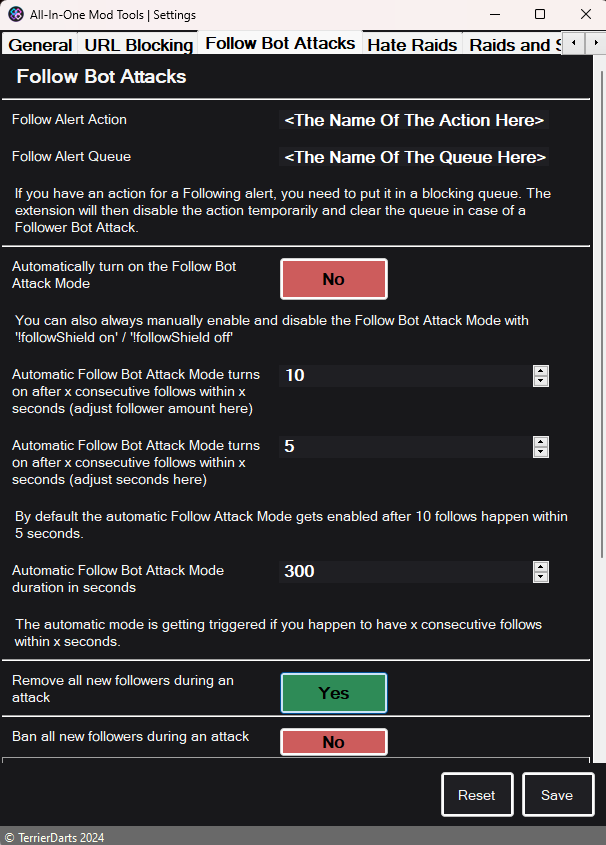 All-In-One Mod Tools | Settings
General URL Blocking Follow Bot Attacks Hate Raids Raids and
Follow Bot Attacks
Follow Alert Action <The Name Of The Action Here>
Follow Alert Queue <The Name Of The Queue Here>
If you have an action for a Following alert, you need to put it in a blocking queue. The
extension will then disable the action temporarily and clear the queue in case of a
Follower Bot Attack.
Automatically turn on the Follow Bot
Attack Mode
No
You can also always manually enable and disable the Follow Bot Attack Mode with
'!followShield on' / '!followShield off'
Automatic Follow Bot Attack Mode turns
on after x consecutive follows within x
seconds (adjust follower amount here)
10
Automatic Follow Bot Attack Mode turns
on after x consecutive follows within x
seconds (adjust seconds here)
5
By default the automatic Follow Attack Mode gets enabled after 10 follows happen within
5 seconds.
Automatic Follow Bot Attack Mode
duration in seconds
300
The automatic mode is getting triggered if you happen to have x consecutive follows
within x seconds.
Remove all new followers during an
attack
Yes
Ban all new followers during an attack
No
Reset Save
© TerrierDarts 2024